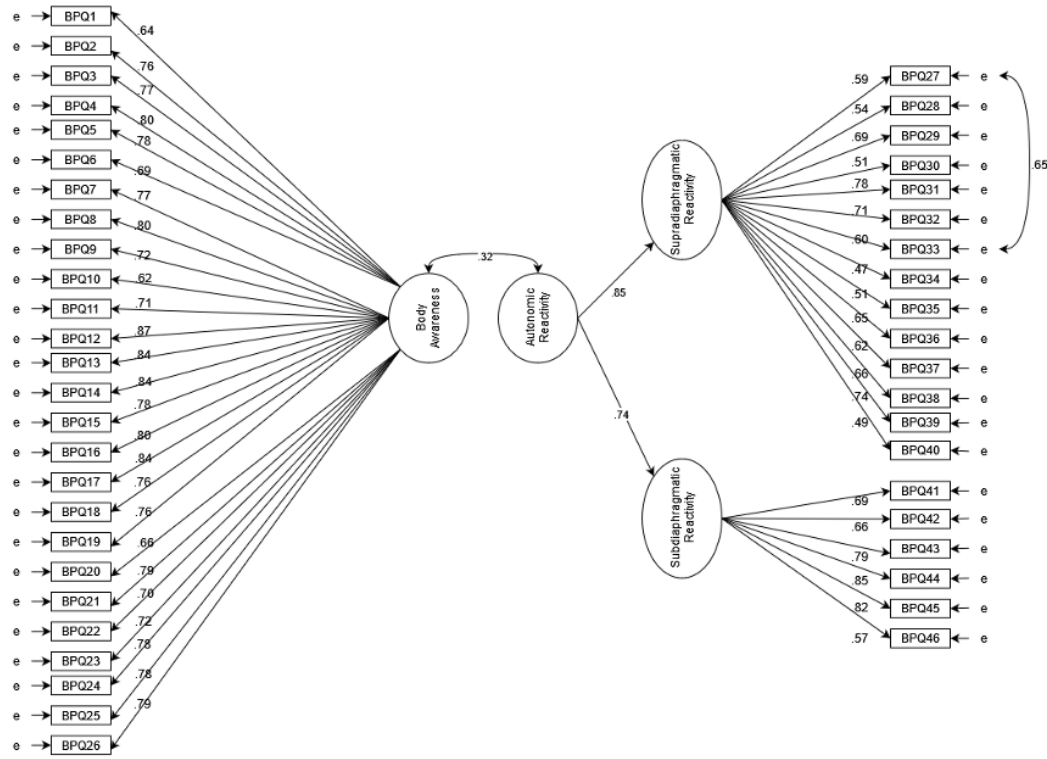 e BPQ1
e BPQ2
e BPQ3
e BPQ4
e BPQ5
e BPQ6
e BPQ7
e BPQ8
e BPQ9
e BPQ10
e BPQ11
e BPQ12
e BPQ13
e BPQ14
e BPQ15
e BPQ16
e BPQ17
e BPQ18
e BPQ19
e BPQ20
e BPQ21
e BPQ22
e BPQ23
e BPQ24
e BPQ25
e BPQ26
.64
.76
.77
.80
.78
.69
.77
.80
.72
.62
.71
.87
.84
.84
.78
.80
.84
.76
.76
.66
.79
.70
.72
.78
.78
.79
Body
Awareness
.32
Autonomic
Reactivity
.85
.74
Supradiaphragmatic
Reactivity
Subdiaphragmatic
Reactivity
.59
.54
.69
.51
.78
.71
.60
.47
.51
.65
.62
.66
.74
.49
BPQ27 e
BPQ28 e
BPQ29 e
BPQ30 e
BPQ31 e
BPQ32 e
BPQ33 e
BPQ34 e
BPQ35 e
BPQ36 e
BPQ37 e
BPQ38 e
BPQ39 e
BPQ40 e
.65
.69
.66
.79
.85
.82
.57
BPQ41 e
BPQ42 e
BPQ43 e
BPQ44 e
BPQ45 e
BPQ46 e